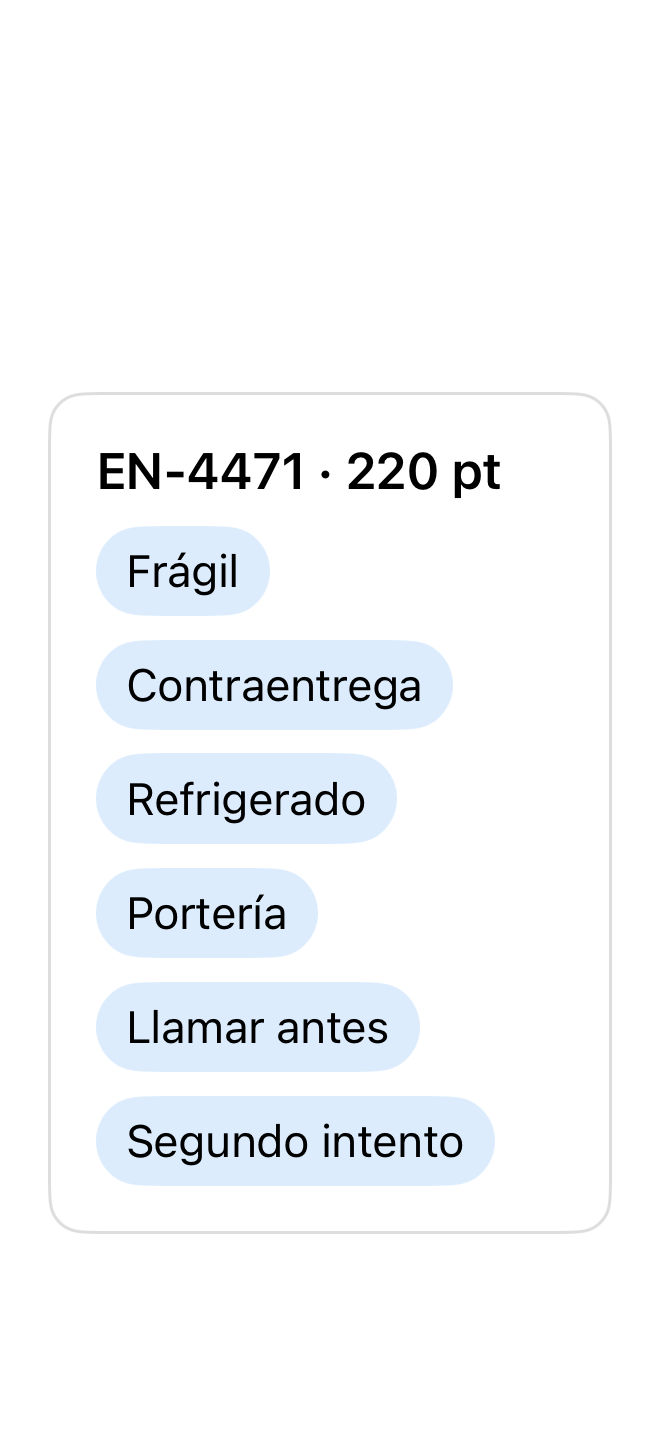 EN-4471 · 220 pt
Frágil
Contraentrega
Refrigerado
Portería
Llamar antes
Segundo intento